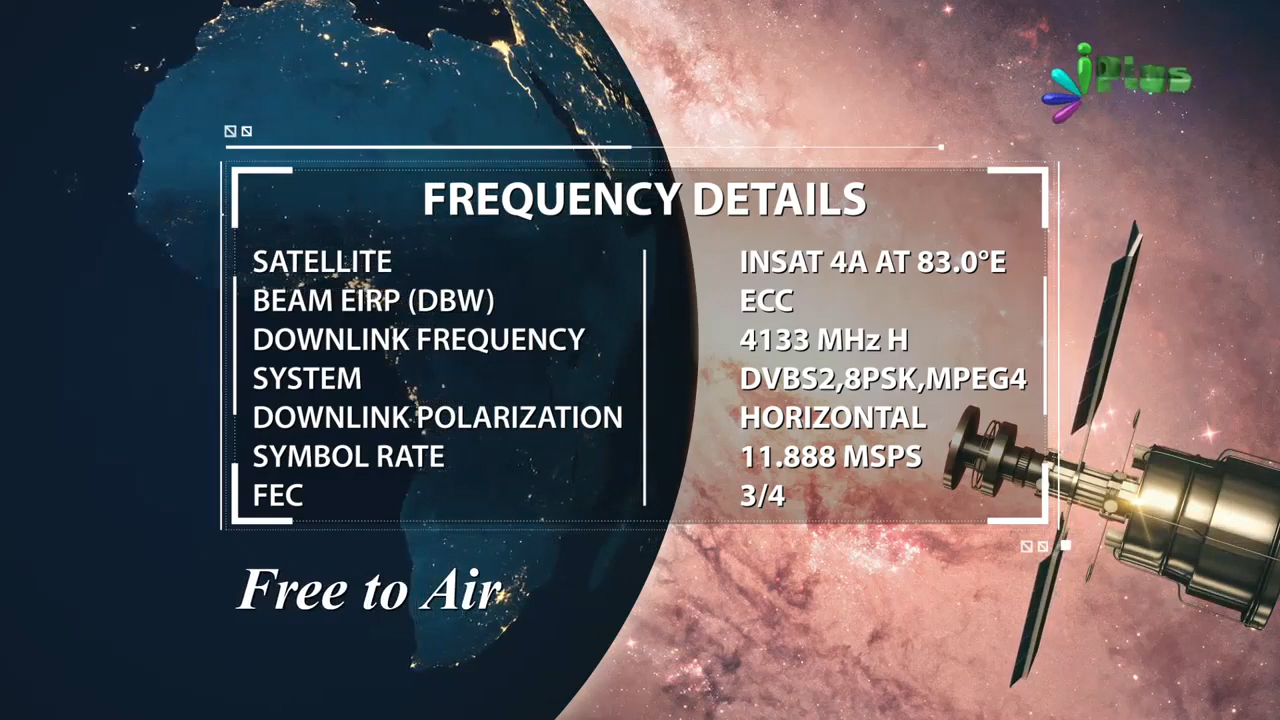 iPlus
FREQUENCY DETAILS
SATELLITE INSAT 4A AT 83.0°E
BEAM EIRP (DBW) ECC
DOWNLINK FREQUENCY 4133 MHz H
SYSTEM DVBS2,8PSK,MPEG4
DOWNLINK POLARIZATION HORIZONTAL
SYMBOL RATE 11.888 MSPS
FEC 3/4
Free to Air